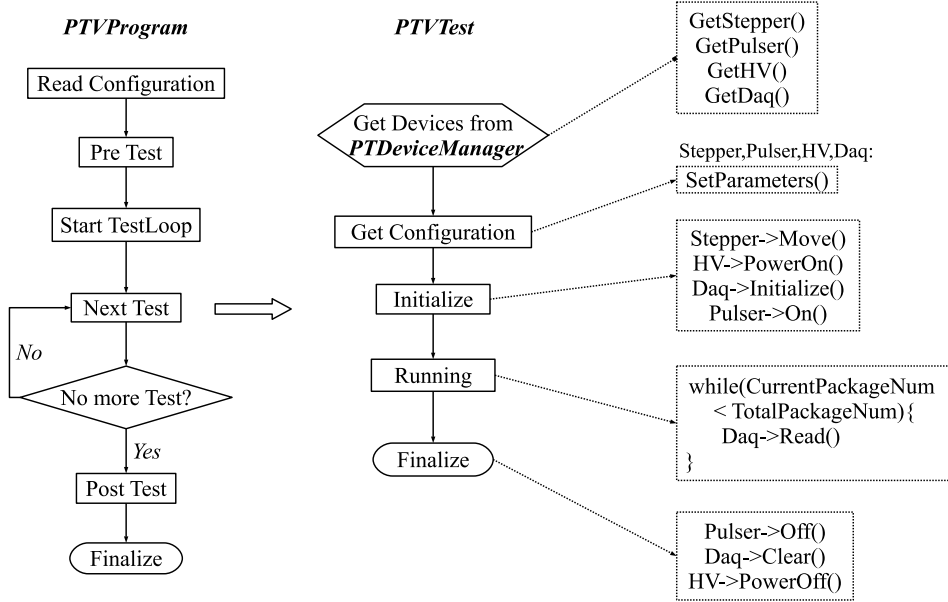 PTVProgram
Read Configuration
Pre Test
Start TestLoop
Next Test
No
No more Test?
Yes
Post Test
Finalize
PTVTest
Get Devices from
PTDeviceManager
Get Configuration
Initialize
Running
Finalize
GetStepper()
GetPulser()
GetHV()
GetDaq()
Stepper,Pulser,HV,Daq:
SetParameters()
Stepper->Move()
HV->PowerOn()
Daq->Initialize()
Pulser->On()
while(CurrentPackageNum
< TotalPackageNum){
Daq->Read()
}
Pulser->Off()
Daq->Clear()
HV->PowerOff()